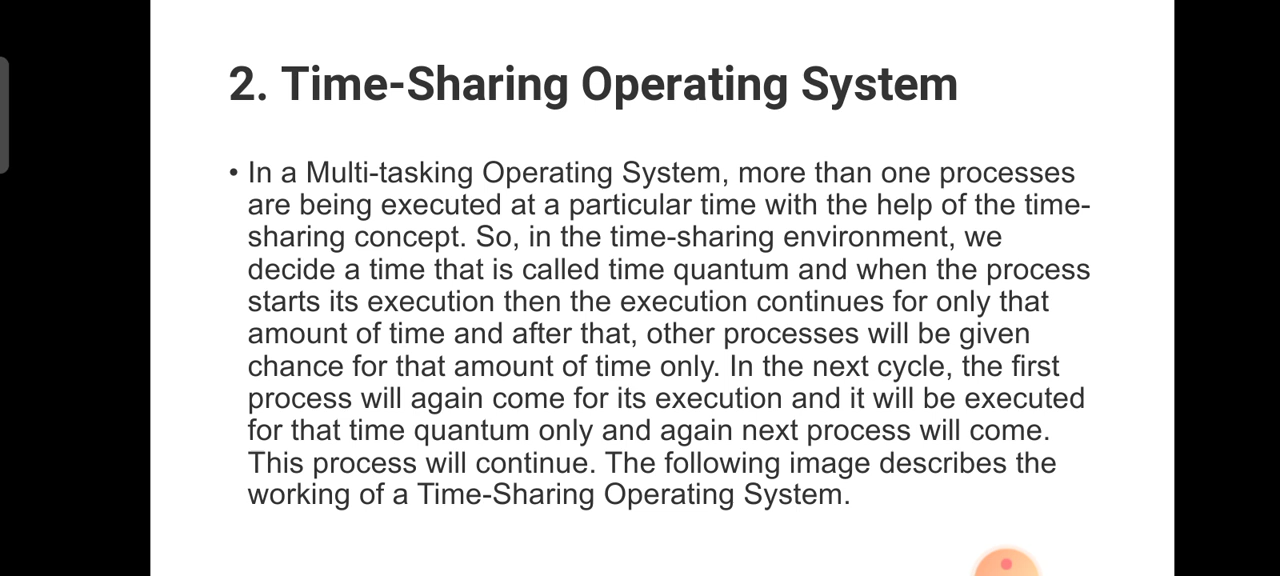 2. Time-Sharing Operating System
• In a Multi-tasking Operating System, more than one processes
are being executed at a particular time with the help of the time-
sharing concept. So, in the time-sharing environment, we
decide a time that is called time quantum and when the process
starts its execution then the execution continues for only that
amount of time and after that, other processes will be given
chance for that amount of time only. In the next cycle, the first
process will again come for its execution and it will be executed
for that time quantum only and again next process will come.
This process will continue. The following image describes the
working of a Time-Sharing Operating System.